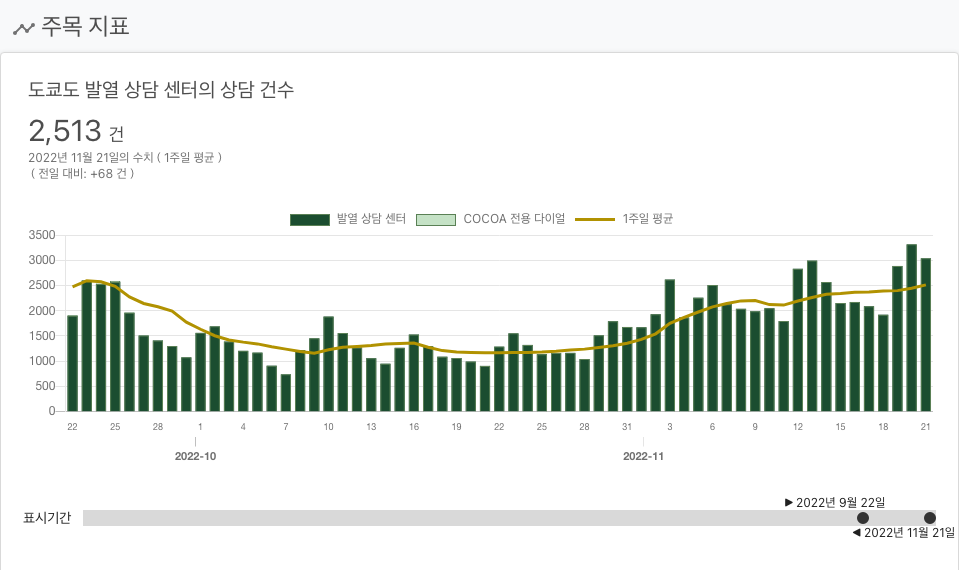 주목 지표
도쿄도 발열 상담 센터의 상담 건수
2,513 건
2022년 11월 21일의 수치 ( 1주일 평균 )
( 전일 대비: +68 건 )
발열 상담 센터 COCOA 전용 다이얼 1주일 평균
3500
3000
2500
2000
1500
1000
500
0
22 25 28 1 4 7 10 13 16 19 22 25 28 31 3 6 9 12 15 18 21
2022-10 2022-11
▶ 2022년 9월 22일
표시기간
◀ 2022년 11월 21일